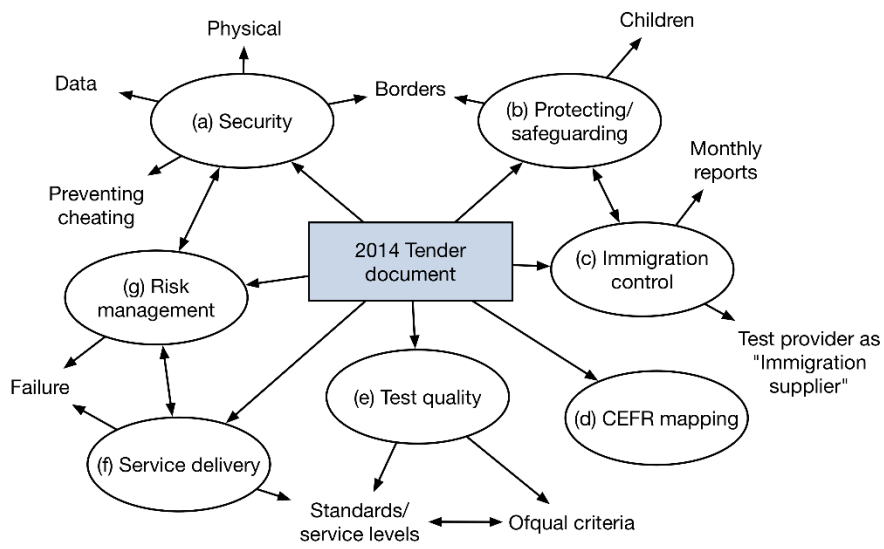 Physical
Children
Data
Borders
(a) Security
(b) Protecting/
safeguarding
Monthly
reports
Preventing
cheating
2014 Tender
document
(c) Immigration
control
(g) Risk
management
Test provider as
"Immigration
supplier"
Failure
(e) Test quality
(d) CEFR mapping
(f) Service delivery
Standards/
service levels
Ofqual criteria